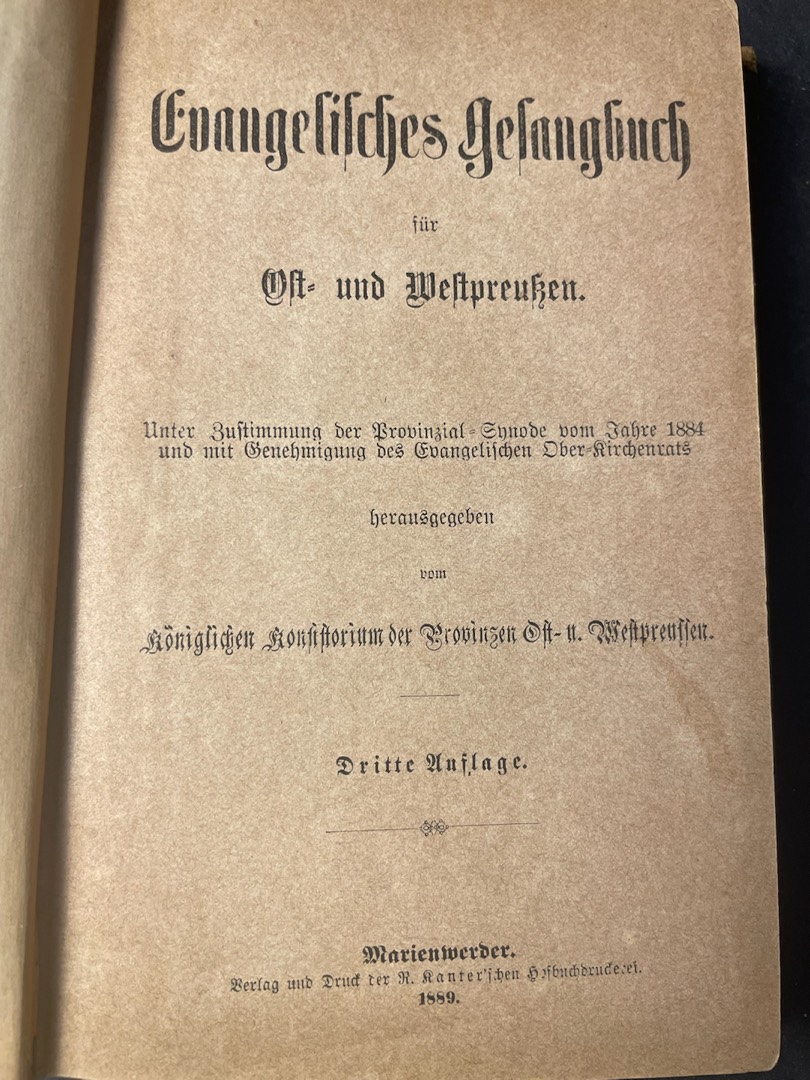 Evangelisches Gesangbuch
für
Ost- und Westpreußen.
Unter Zustimmung der Provinzial-Synode vom Jahre 1884
und mit Genehmigung des Evangelischen Ober-Kirchenrats
herausgegeben
vom
Königlichen Konsistorium der Provinzen Ost- u. Westpreussen.
Dritte Auflage.
Marienwerder.
Verlag und Druck der R. Kanter'schen Hofbuchdruckerei.
1889.